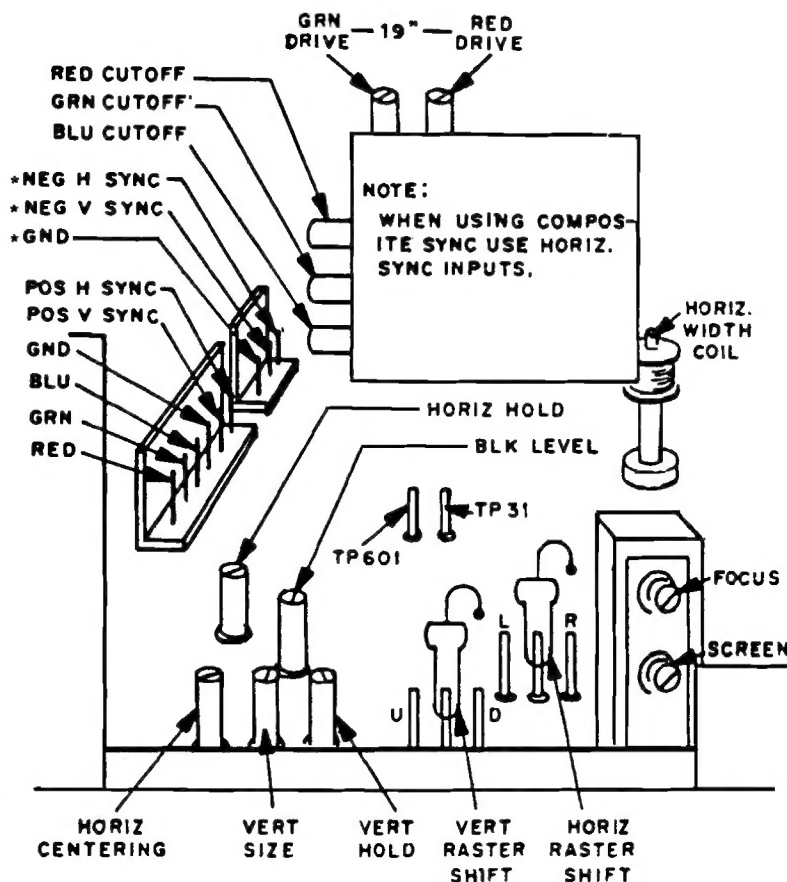 GRN DRIVE
— 19" —
RED DRIVE
RED CUTOFF
GRN CUTOFF
BLU CUTOFF
*NEG H SYNC
*NEG V SYNC
*GND
POS H SYNC
POS V SYNC
GND
BLU
GRN
RED
NOTE:
WHEN USING COMPOS-
ITE SYNC USE HORIZ.
SYNC INPUTS.
HORIZ.
WIDTH
COIL
HORIZ HOLD
BLK LEVEL
TP601
TP31
L
R
U
D
FOCUS
SCREEN
HORIZ
CENTERING
VERT
SIZE
VERT
HOLD
VERT
RASTER
SHIFT
HORIZ
RASTER
SHIFT